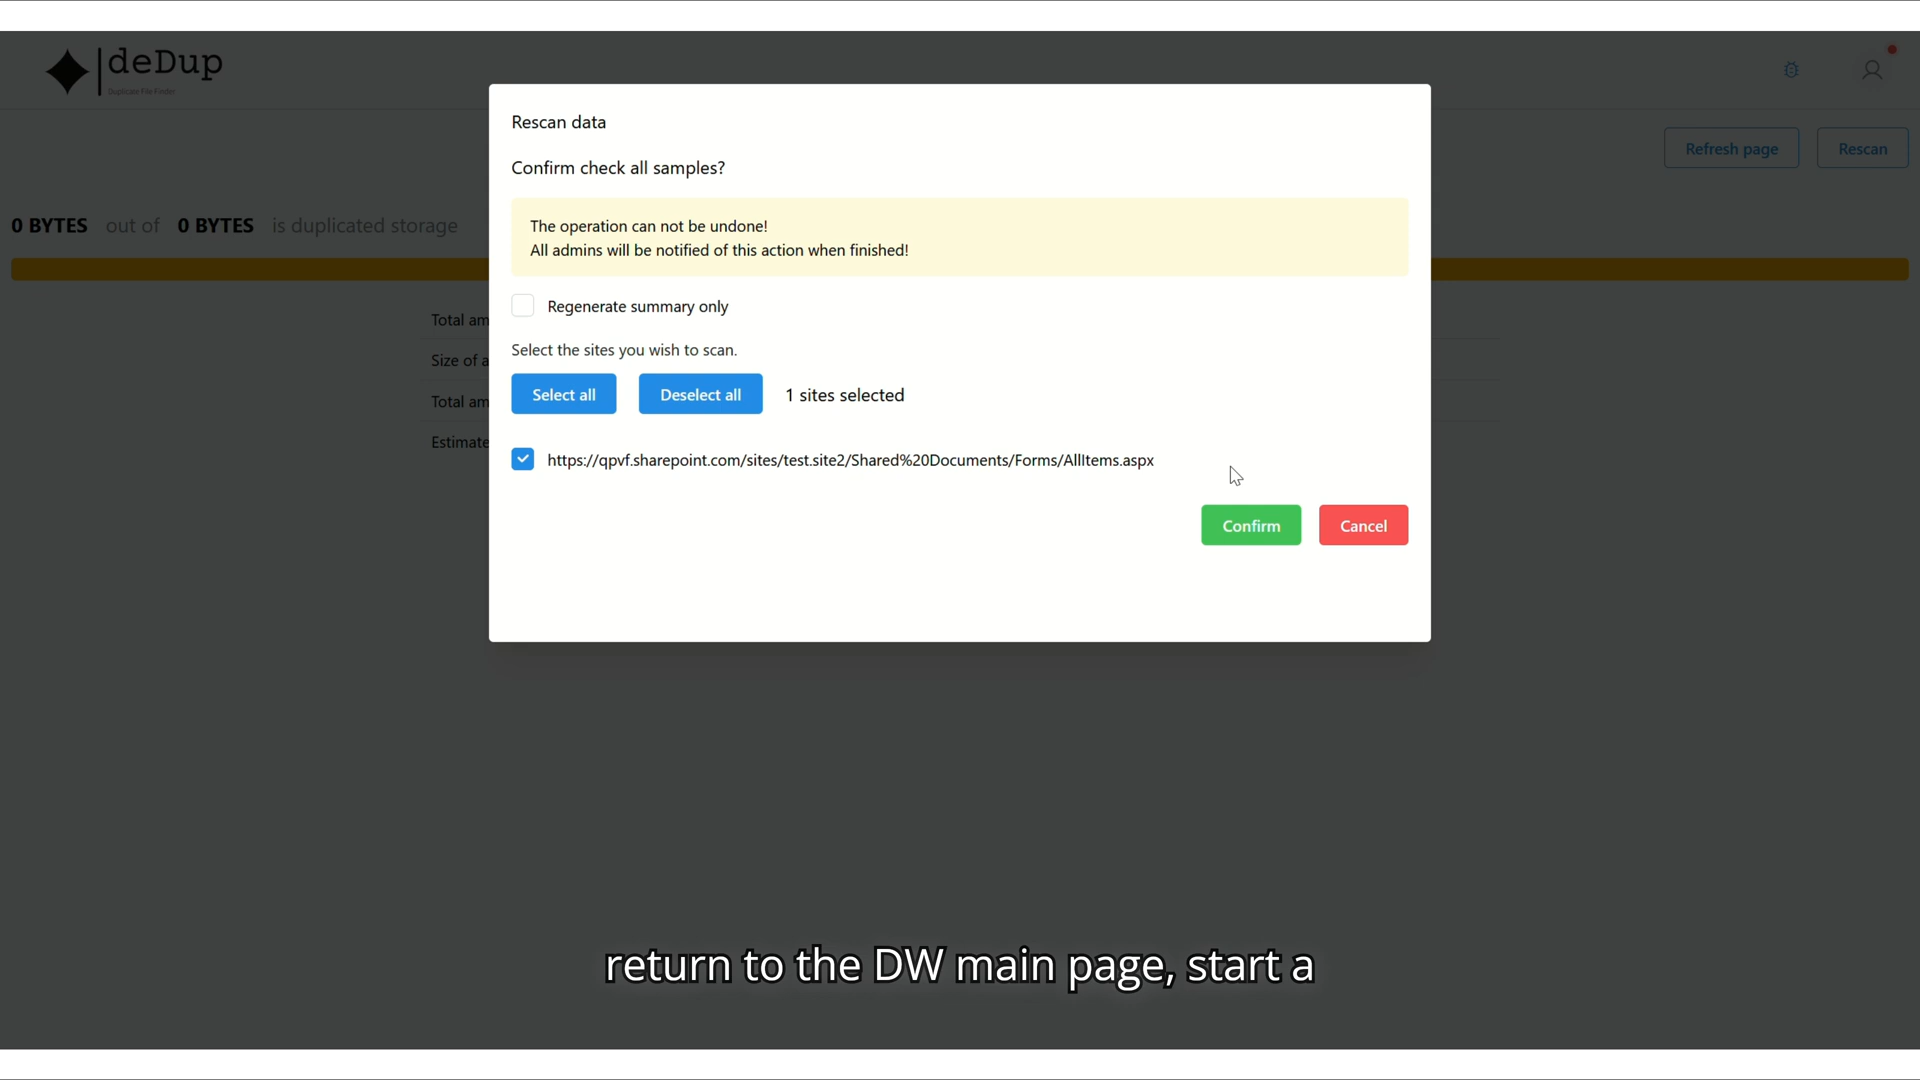 deDup
Duplicate File Finder
Refresh page
Rescan
0 BYTES out of 0 BYTES is duplicated storage
Total am
Size of a
Total am
Estimate
Rescan data
Confirm check all samples?
The operation can not be undone!
All admins will be notified of this action when finished!
Regenerate summary only
Select the sites you wish to scan.
Select all
Deselect all
1 sites selected
https://qpvf.sharepoint.com/sites/test.site2/Shared%20Documents/Forms/AllItems.aspx
Confirm
Cancel
return to the DW main page, start a